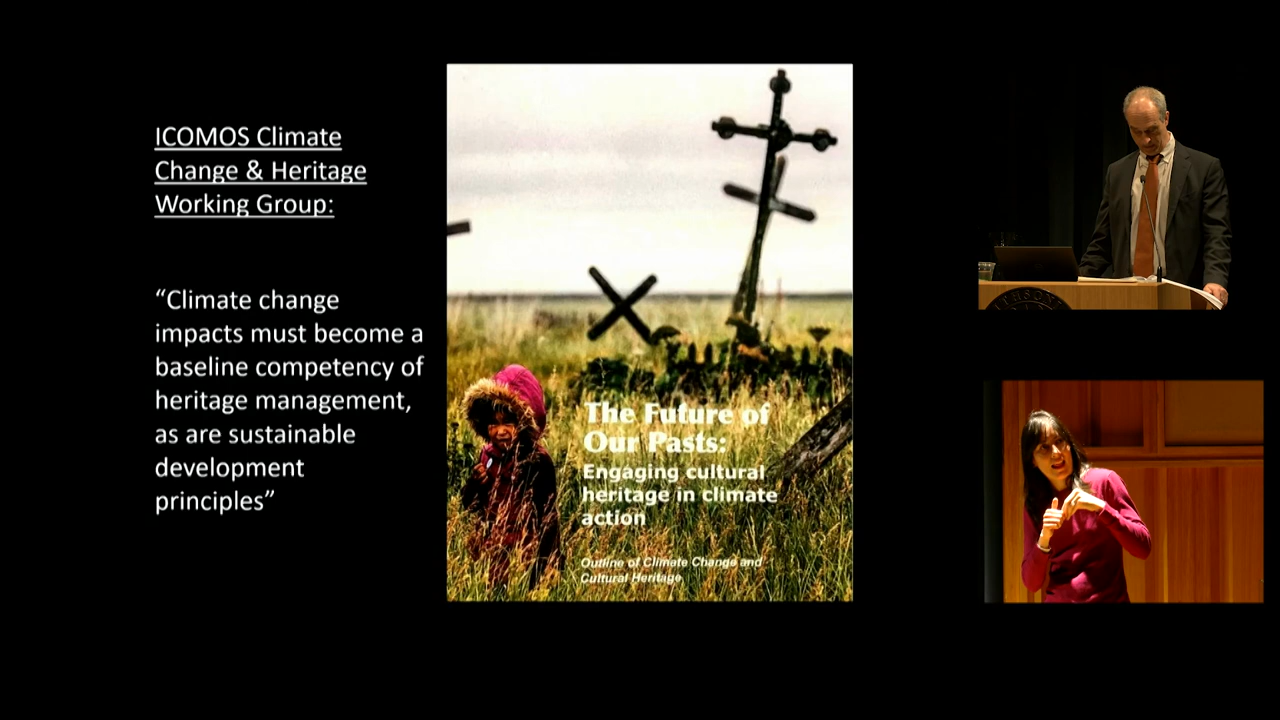 ICOMOS Climate
Change & Heritage
Working Group:
“Climate change
impacts must become a
baseline competency of
heritage management,
as are sustainable
development
principles”
The Future of
Our Pasts:
Engaging cultural
heritage in climate
action
Outline of Climate Change and
Cultural Heritage